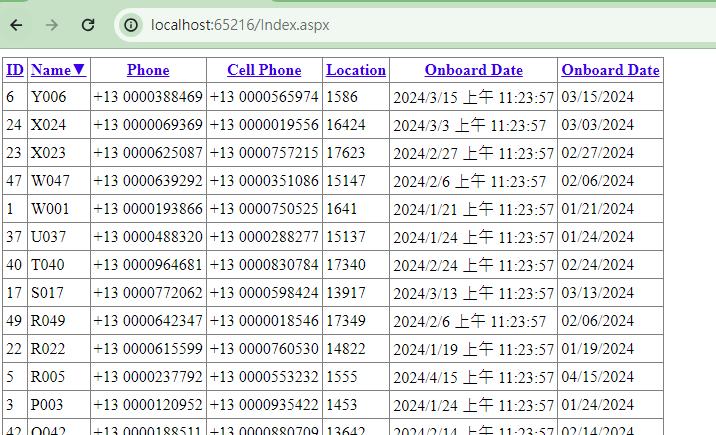 localhost:65216/Index.aspx
ID Name▼ Phone Cell Phone Location Onboard Date Onboard Date
6 Y006 +13 0000388469 +13 0000565974 1586 2024/3/15 上午 11:23:57 03/15/2024
24 X024 +13 0000069369 +13 0000019556 16424 2024/3/3 上午 11:23:57 03/03/2024
23 X023 +13 0000625087 +13 0000757215 17623 2024/2/27 上午 11:23:57 02/27/2024
47 W047 +13 0000639292 +13 0000351086 15147 2024/2/6 上午 11:23:57 02/06/2024
1 W001 +13 0000193866 +13 0000750525 1641 2024/1/21 上午 11:23:57 01/21/2024
37 U037 +13 0000488320 +13 0000288277 15137 2024/1/24 上午 11:23:57 01/24/2024
40 T040 +13 0000964681 +13 0000830784 17340 2024/2/24 上午 11:23:57 02/24/2024
17 S017 +13 0000772062 +13 0000598424 13917 2024/3/13 上午 11:23:57 03/13/2024
49 R049 +13 0000642347 +13 0000018546 17349 2024/2/6 上午 11:23:57 02/06/2024
22 R022 +13 0000615599 +13 0000760530 14822 2024/1/19 上午 11:23:57 01/19/2024
5 R005 +13 0000237792 +13 0000553232 1555 2024/4/15 上午 11:23:57 04/15/2024
3 P003 +13 0000120952 +13 0000935422 1453 2024/1/24 上午 11:23:57 01/24/2024
42 O042 +13 0000188511 +13 0000880709 13642 2024/2/14 上午 11:23:57 02/14/2024